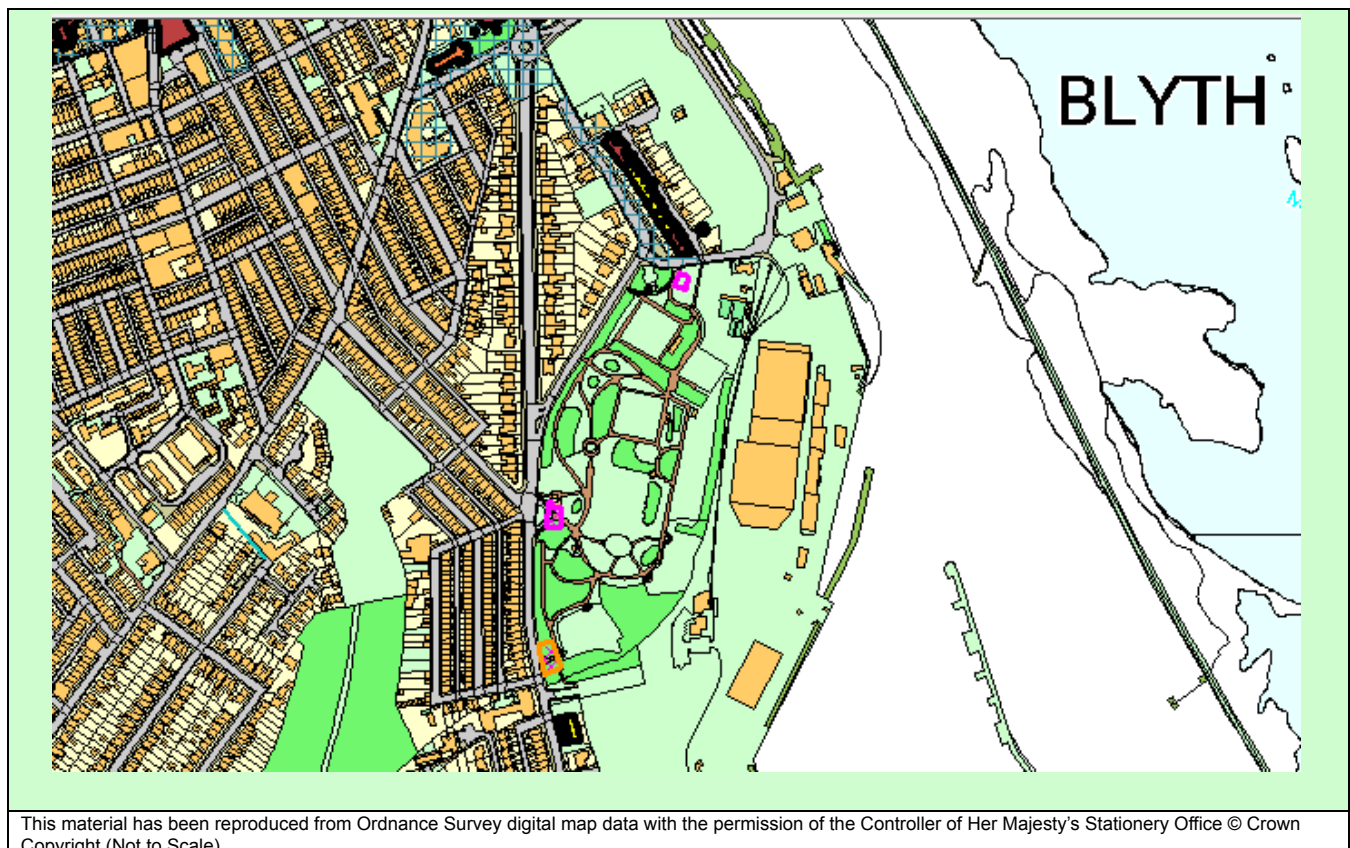 BLYTH
This material has been reproduced from Ordnance Survey digital map data with the permission of the Controller of Her Majesty's Stationery Office © Crown
Copyright (Not to Scale)